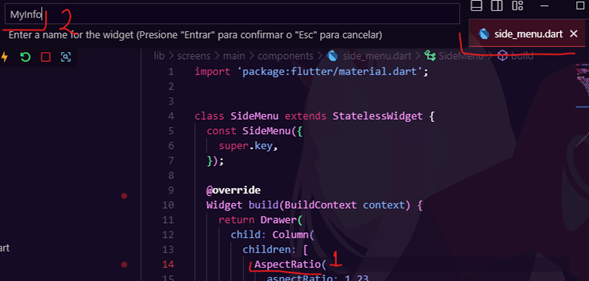 MyInfo
2
Enter a name for the widget (Presione "Entrar" para confirmar o "Esc" para cancelar)
side_menu.dart
lib > screens > main > components > side_menu.dart > SideMenu > build
1 import 'package:flutter/material.dart';
2
3
4 class SideMenu extends StatelessWidget {
5 const SideMenu({
6 super.key,
7 });
8
9 @override
10 Widget build(BuildContext context) {
11 return Drawer(
12 child: Column(
art
13 children: [
14 AspectRatio( 1
15 aspectRatio: 1.23